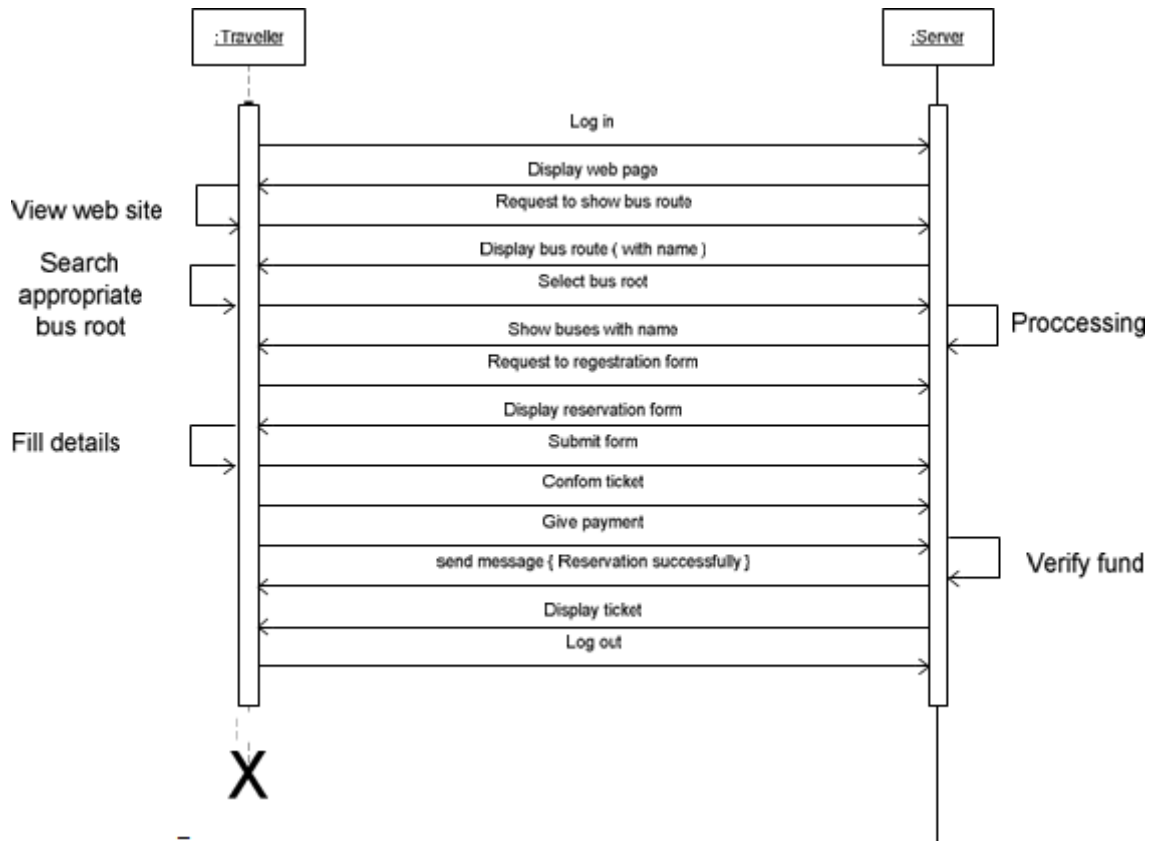 :Traveller
:Server
Log in
Display web page
View web site
Request to show bus route
Display bus route ( with name )
Search
appropriate
bus root
Select bus root
Proccessing
Show buses with name
Request to regestration form
Display reservation form
Fill details
Submit form
Confom ticket
Give payment
send message { Reservation successfully }
Verify fund
Display ticket
Log out
X